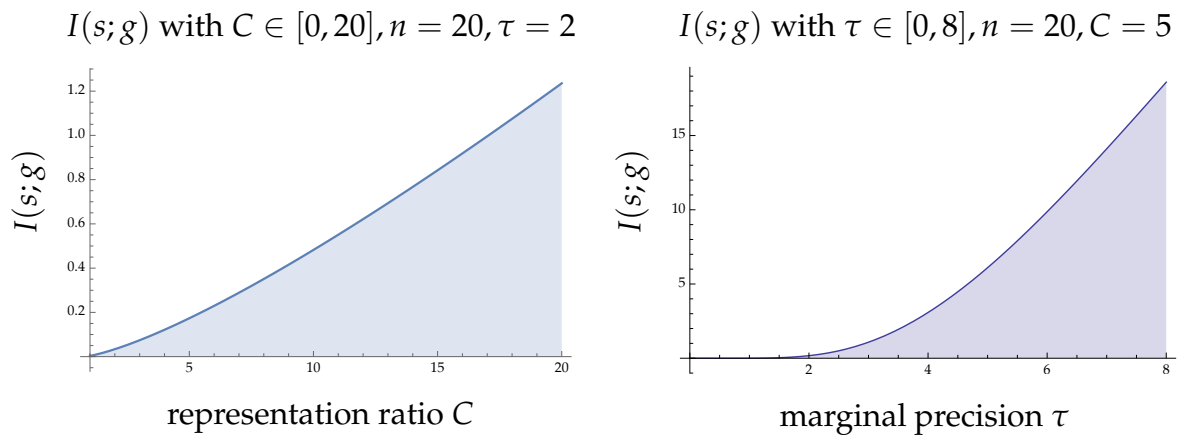 I(s; g) with C ∈ [0, 20], n = 20, τ = 2
I(s; g)
1.2
1.0
0.8
0.6
0.4
0.2
5 10 15 20
representation ratio C
I(s; g) with τ ∈ [0, 8], n = 20, C = 5
I(s; g)
15
10
5
2 4 6 8
marginal precision τ